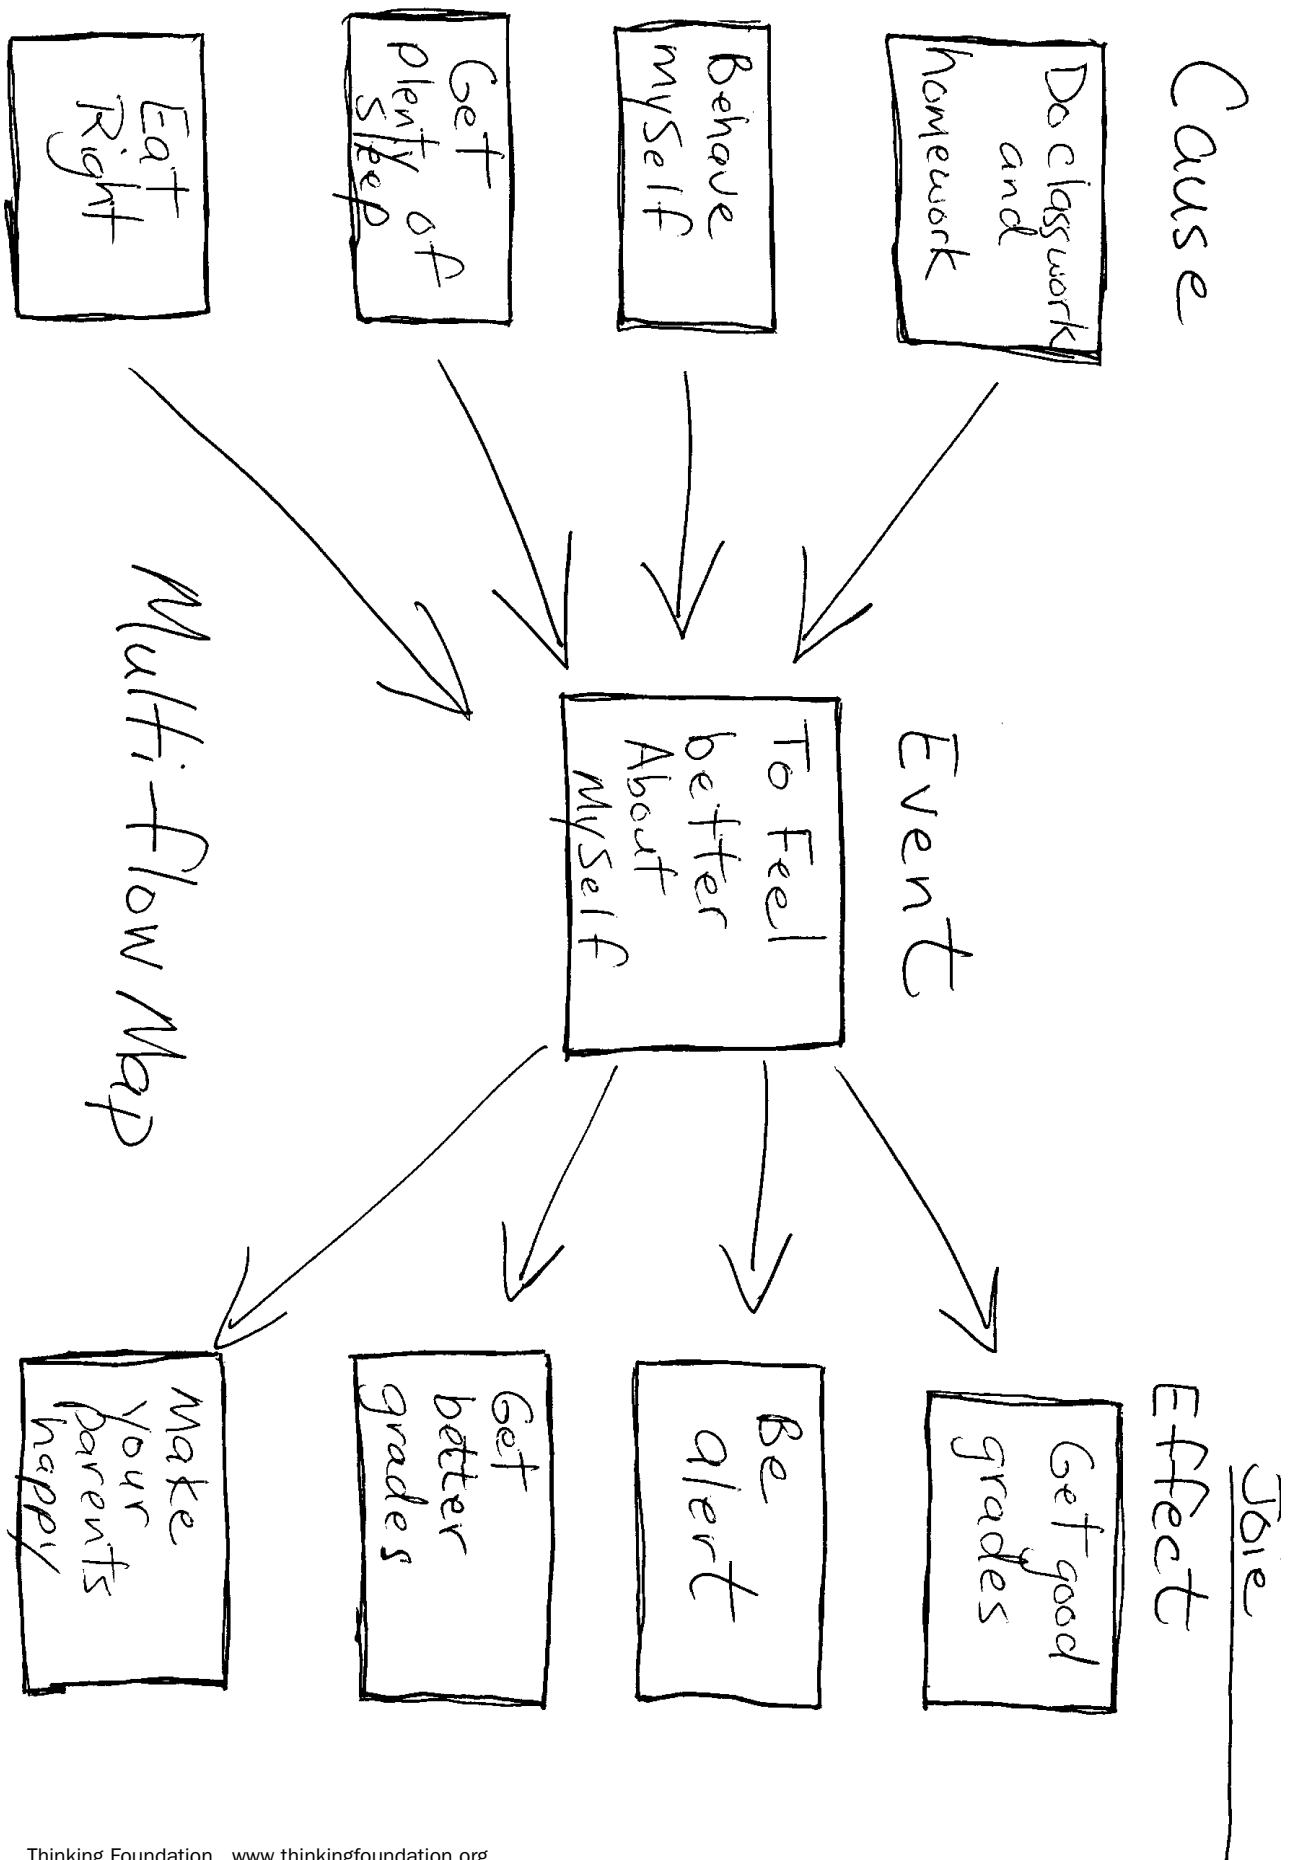 Joie
Cause
Event
Effect
Do classwork
and
homework
Behave
mySelf
Get
plenty of
Sleep
Eat
Right
To Feel
better
About
MySelf
Get good
grades
Be
alert
Get
better
grades
Make
your
parents
happy
Multi-flow Map
Thinking Foundation www.thinkingfoundation.org